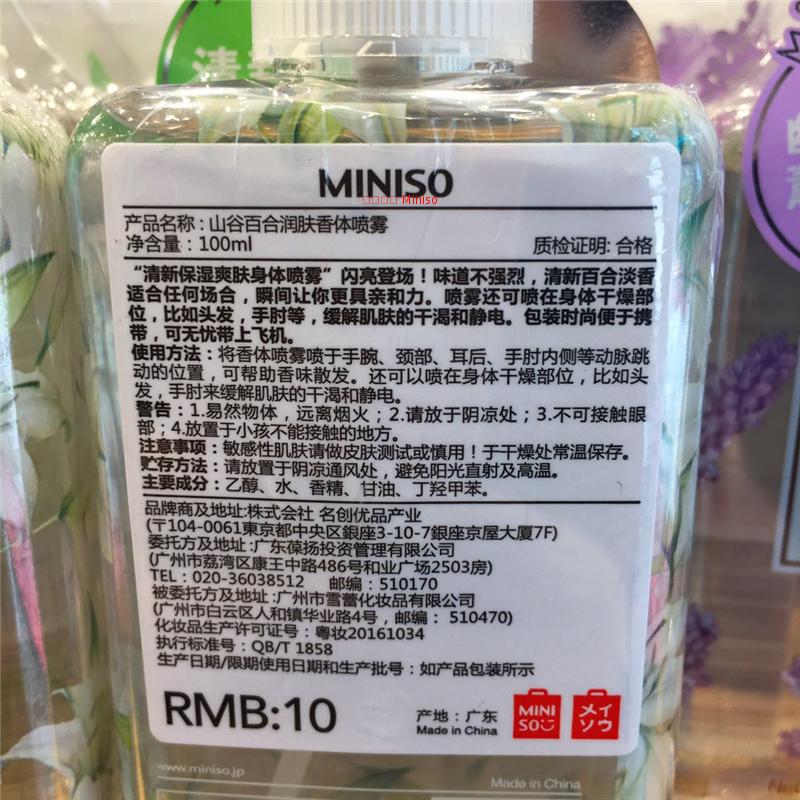 MINISO
Miniso
产品名称：山谷百合润肤香体喷雾
净含量：100ml
质检证明: 合格
“清新保湿爽肤身体喷雾”闪亮登场！味道不强烈，清新百合淡香
适合任何场合，瞬间让你更具亲和力。喷雾还可喷在身体干燥部
位，比如头发，手肘等，缓解肌肤的干渴和静电。包装时尚便于携
带，可无忧带上飞机。
使用方法：将香体喷雾喷于手腕、颈部、耳后、手肘内侧等动脉跳
动的位置，可帮助香味散发。还可以喷在身体干燥部位，比如头
发，手肘来缓解肌肤的干渴和静电。
警告：1.易然物体，远离烟火；2.请放于阴凉处；3.不可接触眼
部；4.放置于小孩不能接触的地方。
注意事项：敏感性肌肤请做皮肤测试或慎用！于干燥处常温保存。
贮存方法：请放置于阴凉通风处，避免阳光直射及高温。
主要成分：乙醇、水、香精、甘油、丁羟甲苯。
品牌商及地址:株式会社 名创优品产业
(〒104-0061東京都中央区銀座3-10-7銀座京屋大厦7F)
委托方及地址:广东葆扬投资管理有限公司
(广州市荔湾区康王中路486号和业广场2503房)
TEL：020-36038512 邮编：510170
被委托方及地址:广州市雪蕾化妆品有限公司
(广州市白云区人和镇华业路4号，邮编： 510470)
化妆品生产许可证号：粤妆20161034
执行标准号：QB/T 1858
生产日期/限期使用日期和生产批号：如产品包装所示
RMB:10
产地：广东
Made in China
MINI
SO
メイ
ソウ
www.miniso.jp
Made in China